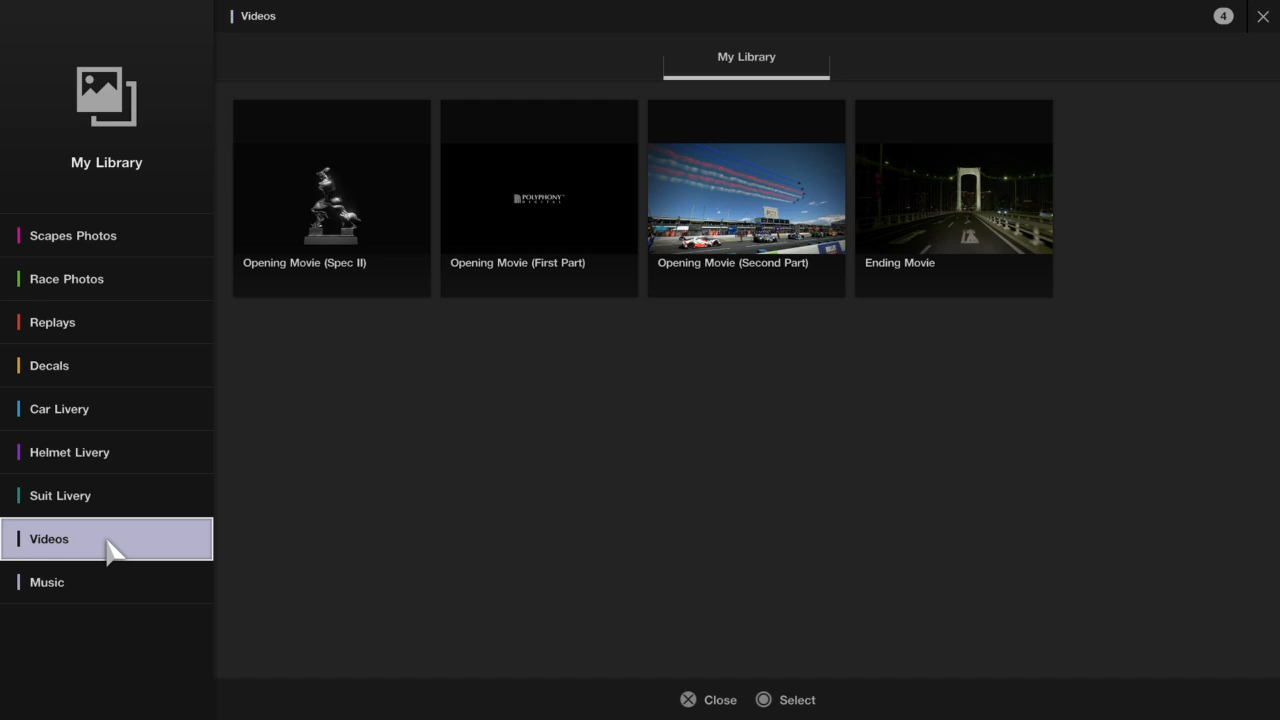 Videos
4
My Library
My Library
Scapes Photos
Race Photos
Replays
Decals
Car Livery
Helmet Livery
Suit Livery
Videos
Music
POLYPHONY
DIGITAL
Opening Movie (Spec II)
Opening Movie (First Part)
Opening Movie (Second Part)
Ending Movie
Close
Select